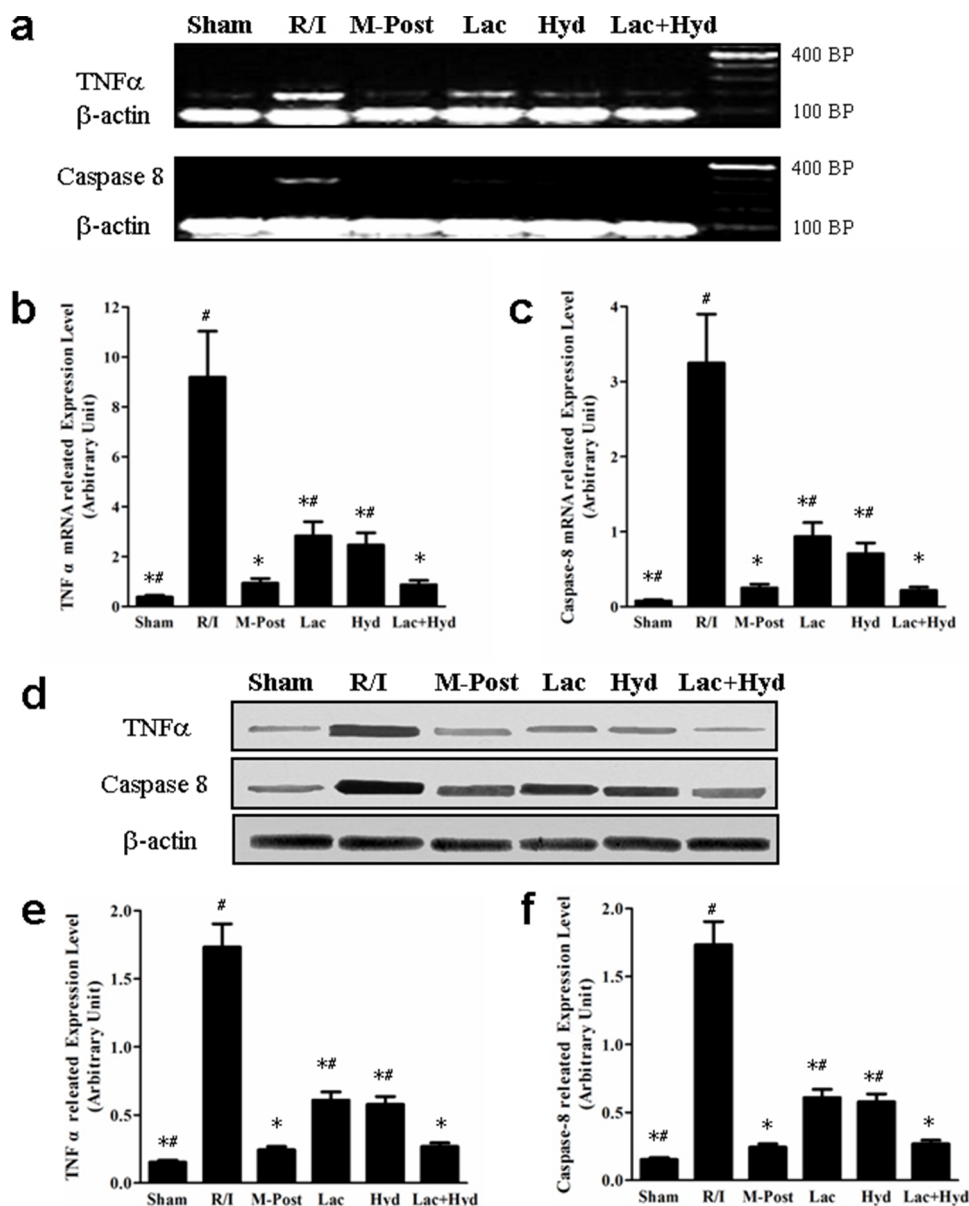 a
Sham R/I M-Post Lac Hyd Lac+Hyd
400 BP
TNFα
β-actin
100 BP
400 BP
Caspase 8
β-actin
100 BP
b
TNF α mRNA releated Expression Level
(Arbitrary Unit)
12
10
8
6
4
2
0
*#
#
*
*#
*#
*
Sham R/I M-Post Lac Hyd Lac+Hyd
c
Caspase-8 mRNA releated Expression Level
(Arbitrary Unit)
4
3
2
1
0
*#
#
*
*#
*#
*
Sham R/I M-Post Lac Hyd Lac+Hyd
d
Sham R/I M-Post Lac Hyd Lac+Hyd
TNFα
Caspase 8
β-actin
e
TNF α releated Expression Level
(Arbitrary Unit)
2.0
1.5
1.0
0.5
0.0
*#
#
*
*#
*#
*
Sham R/I M-Post Lac Hyd Lac+Hyd
f
Caspase-8 releated Expression Level
(Arbitrary Unit)
2.0
1.5
1.0
0.5
0.0
*#
#
*
*#
*#
*
Sham R/I M-Post Lac Hyd Lac+Hyd